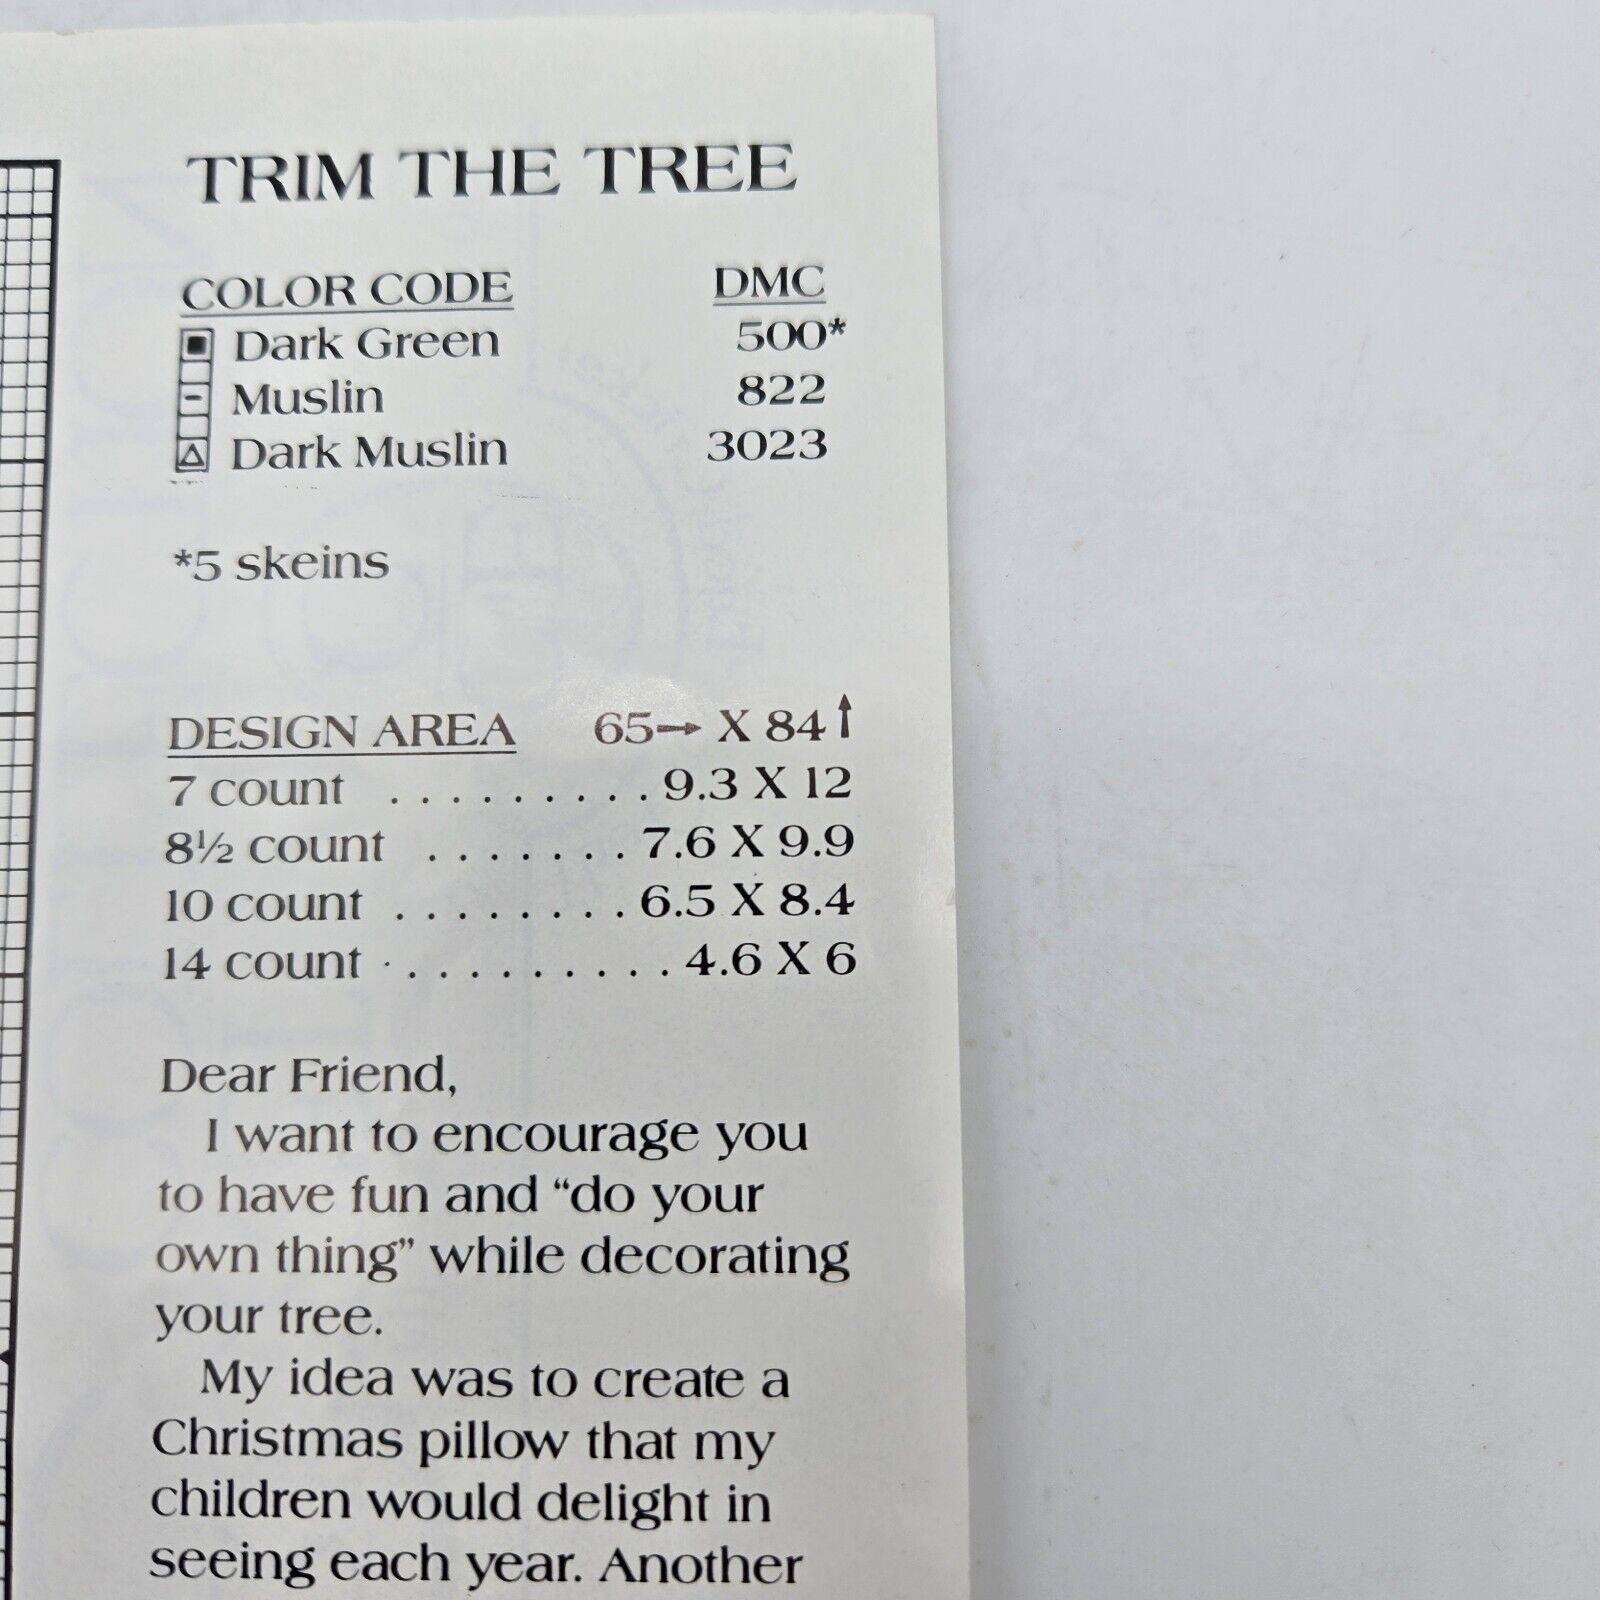 TRIM THE TREE
COLOR CODE DMC
Dark Green 500*
Muslin 822
Dark Muslin 3023
*5 skeins
DESIGN AREA 65→ X 84↑
7 count ......... 9.3 X 12
8½ count ....... 7.6 X 9.9
10 count ........ 6.5 X 8.4
14 count .......... 4.6 X 6
Dear Friend,
I want to encourage you
to have fun and “do your
own thing” while decorating
your tree.
My idea was to create a
Christmas pillow that my
children would delight in
seeing each year. Another